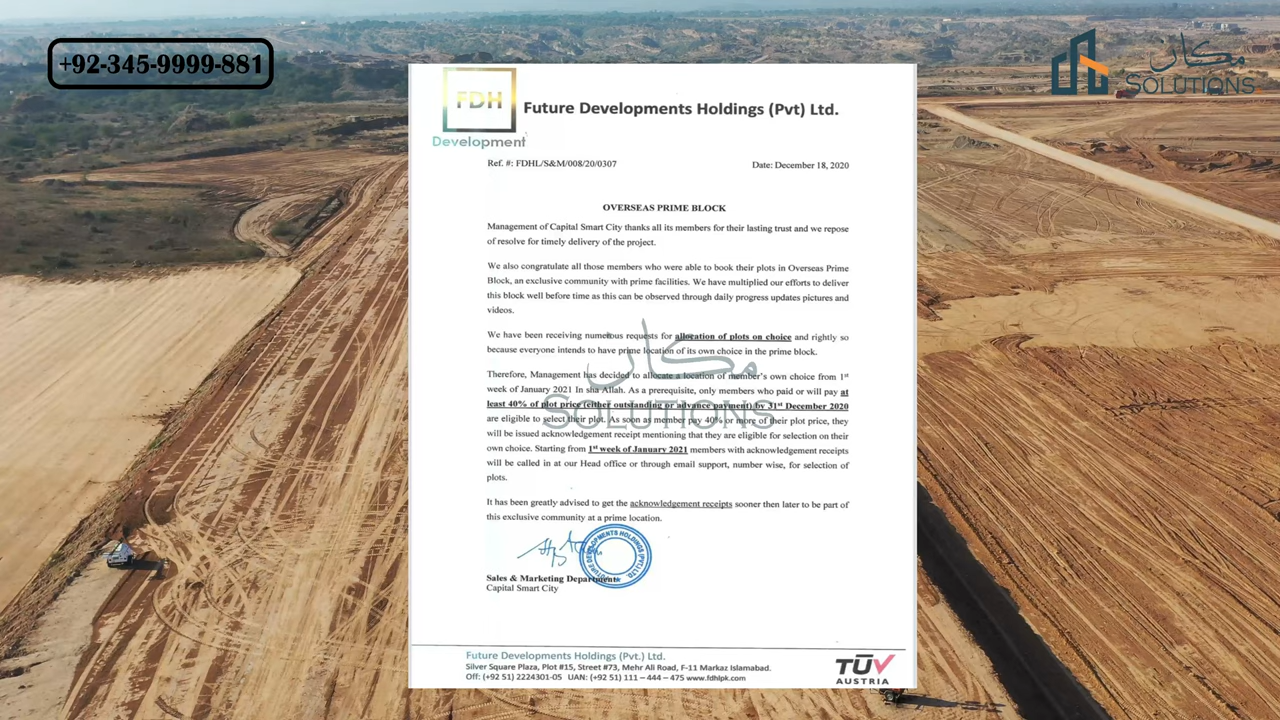 +92-345-9999-881
مكان
SOLUTIONS
FDH
Development
Future Developments Holdings (Pvt) Ltd.
Ref. #: FDHL/S&M/008/20/0307
Date: December 18, 2020
OVERSEAS PRIME BLOCK
Management of Capital Smart City thanks all its members for their lasting trust and we repose
of resolve for timely delivery of the project.
We also congratulate all those members who were able to book their plots in Overseas Prime
Block, an exclusive community with prime facilities. We have multiplied our efforts to deliver
this block well before time as this can be observed through daily progress updates pictures and
videos.
We have been receiving numerous requests for allocation of plots on choice and rightly so
because everyone intends to have prime location of its own choice in the prime block.
Therefore, Management has decided to allocate a location of member's own choice from 1st
week of January 2021 In sha Allah. As a prerequisite, only members who paid or will pay at
least 40% of plot price (either outstanding or advance payment) by 31st December 2020
are eligible to select their plot. As soon as member pay 40% or more of their plot price, they
will be issued acknowledgement receipt mentioning that they are eligible for selection on their
own choice. Starting from 1st week of January 2021 members with acknowledgement receipts
will be called in at our Head office or through email support, number wise, for selection of
plots.
مكان
SOLUTIONS
It has been greatly advised to get the acknowledgement receipts sooner then later to be part of
this exclusive community at a prime location.
Sales & Marketing Department
Capital Smart City
Future Developments Holdings (Pvt.) Ltd.
Silver Square Plaza, Plot #15, Street #73, Mehr Ali Road, F-11 Markaz Islamabad.
Off: (+92 51) 2224301-05 UAN: (+92 51) 111 – 444 – 475 www.fdhlpk.com
TÜV
AUSTRIA